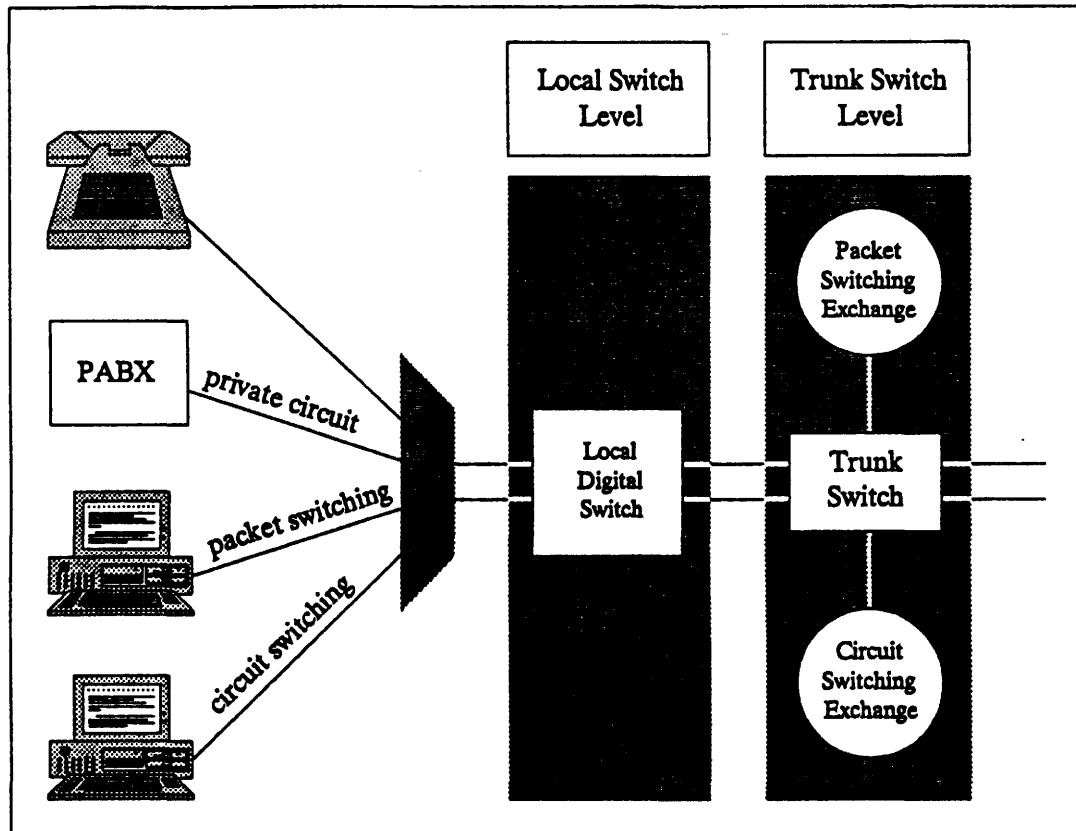 Local Switch
Level
Trunk Switch
Level
Packet
Switching
Exchange
PABX
private circuit
Local
Digital
Switch
Trunk
Switch
packet switching
circuit switching
Circuit
Switching
Exchange